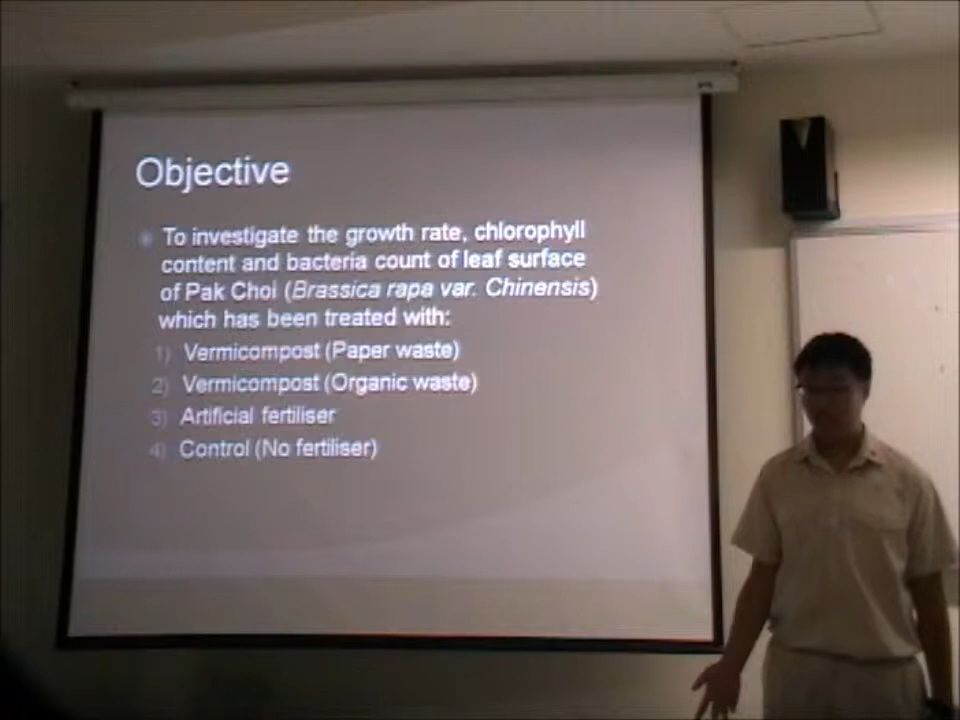 Objective
To investigate the growth rate, chlorophyll
content and bacteria count of leaf surface
of Pak Choi (Brassica rapa var. Chinensis)
which has been treated with:
1) Vermicompost (Paper waste)
2) Vermicompost (Organic waste)
3) Artificial fertiliser
4) Control (No fertiliser)